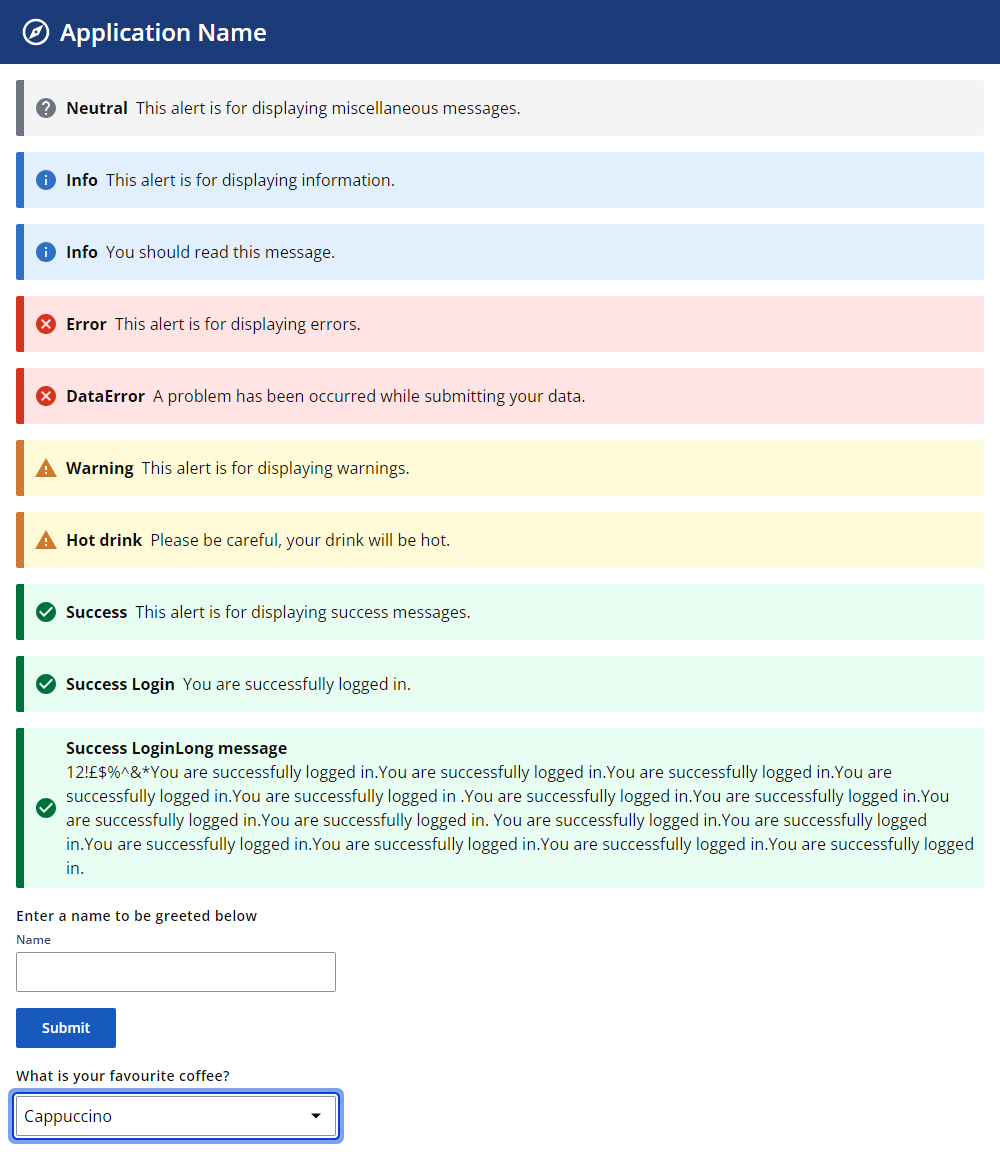 Application Name
Neutral This alert is for displaying miscellaneous messages.
Info This alert is for displaying information.
Info You should read this message.
Error This alert is for displaying errors.
DataError A problem has been occurred while submitting your data.
Warning This alert is for displaying warnings.
Hot drink Please be careful, your drink will be hot.
Success This alert is for displaying success messages.
Success Login You are successfully logged in.
Success LoginLong message
12!£$%^&*You are successfully logged in.You are successfully logged in.You are successfully logged in.You are
successfully logged in.You are successfully logged in .You are successfully logged in.You are successfully logged in.You
are successfully logged in.You are successfully logged in. You are successfully logged in.You are successfully logged
in.You are successfully logged in.You are successfully logged in.You are successfully logged in.You are successfully logged
in.
Enter a name to be greeted below
Name
Submit
What is your favourite coffee?
Cappuccino